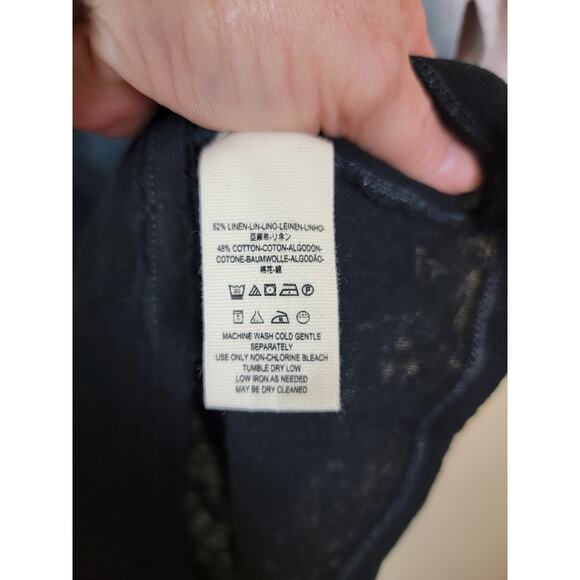 52% LINEN-LIN-LINO-LEINEN-LINHO-
亞麻布-リネン
48% COTTON-COTON-ALGODÓN-
COTONE-BAUMWOLLE-ALGODÃO-
棉花-綿
MACHINE WASH COLD GENTLE
SEPARATELY
USE ONLY NON-CHLORINE BLEACH
TUMBLE DRY LOW
LOW IRON AS NEEDED
MAY BE DRY CLEANED